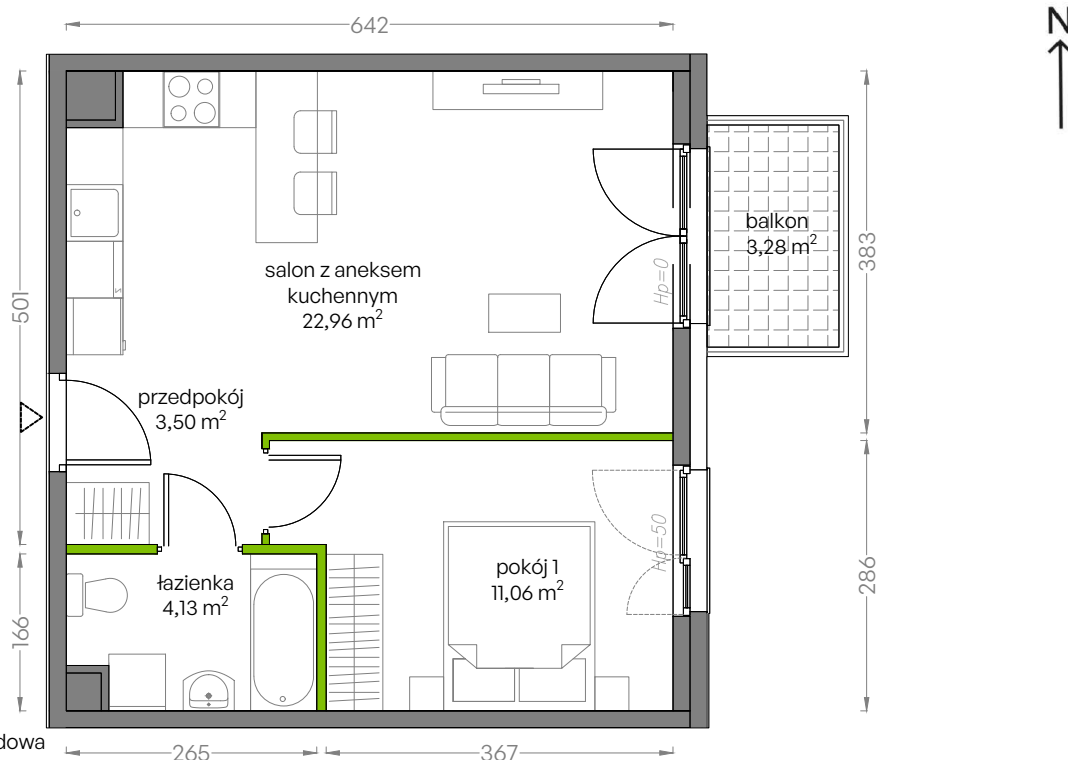 642
N
501
383
balkon
3,28 m²
Hp=0
salon z aneksem
kuchennym
22,96 m²
przedpokój
3,50 m²
286
Hp=50
pokój 1
11,06 m²
łazienka
4,13 m²
166
dowa
265
367